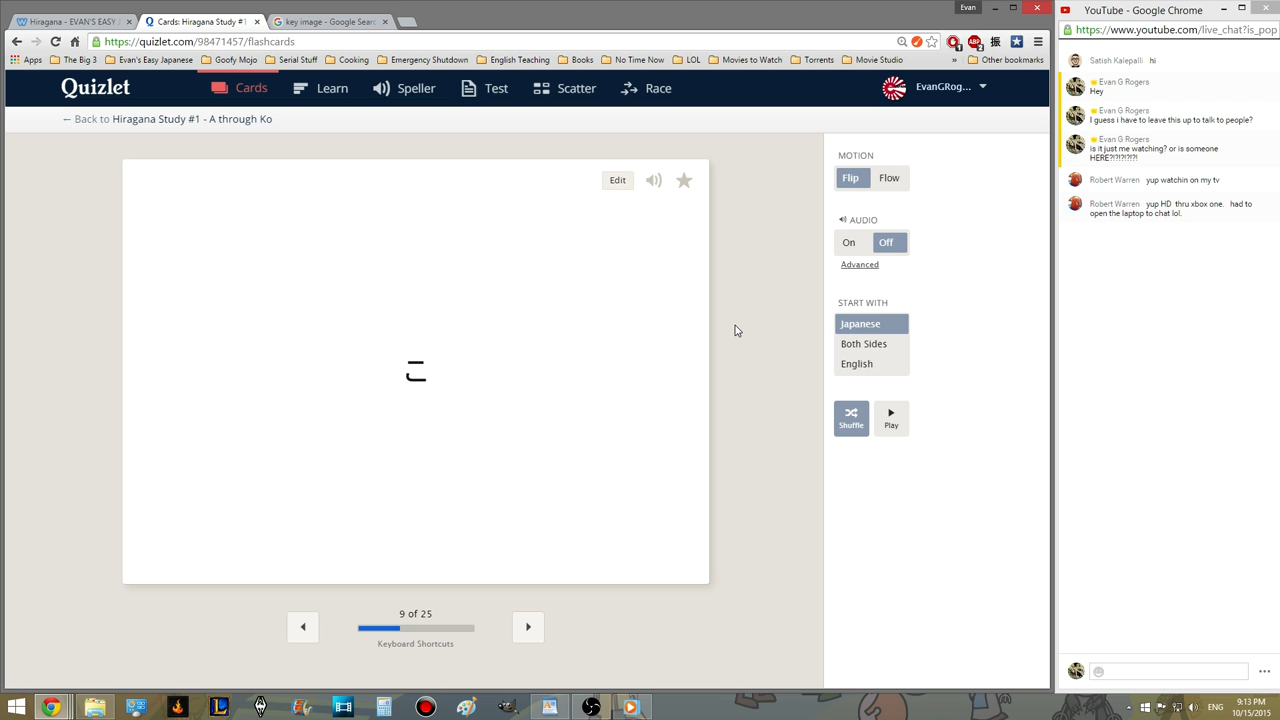 Evan
Hiragana - EVAN'S EASY J
Cards: Hiragana Study #1
key image - Google Search
https://quizlet.com/98471457/flashcards
Apps
The Big 3
Evan's Easy Japanese
Goofy Mojo
Serial Stuff
Cooking
Emergency Shutdown
English Teaching
Books
No Time Now
LOL
Movies to Watch
Torrents
Movie Studio
»
Other bookmarks
Quizlet
Cards
Learn
Speller
Test
Scatter
Race
EvanGRog...
← Back to Hiragana Study #1 - A through Ko
Edit
こ
9 of 25
Keyboard Shortcuts
MOTION
Flip
Flow
AUDIO
On
Off
Advanced
START WITH
Japanese
Both Sides
English
Shuffle
Play
YouTube - Google Chrome
https://www.youtube.com/live_chat?is_pop
Satish Kalepalli hi
Evan G Rogers
Hey
Evan G Rogers
I guess i have to leave this up to talk to people?
Evan G Rogers
is it just me watching? or is someone
HERE?!?!?!?!?!
Robert Warren yup watchin on my tv
Robert Warren yup HD thru xbox one. had to
open the laptop to chat lol.
ENG
9:13 PM
10/15/2015